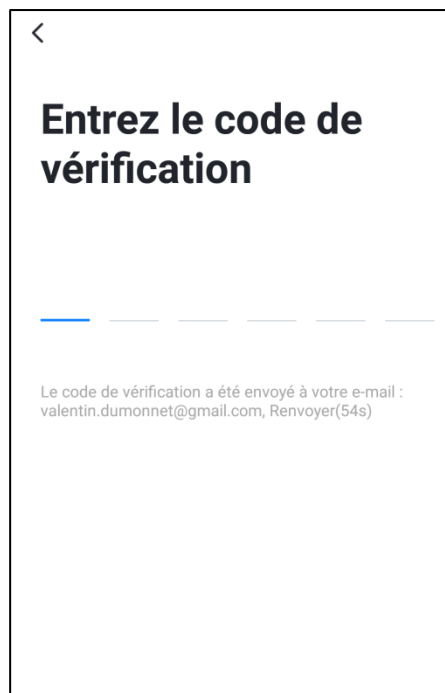 Entrez le code de
vérification
Le code de vérification a été envoyé à votre e-mail :
valentin.dumonnet@gmail.com, Renvoyer(54s)